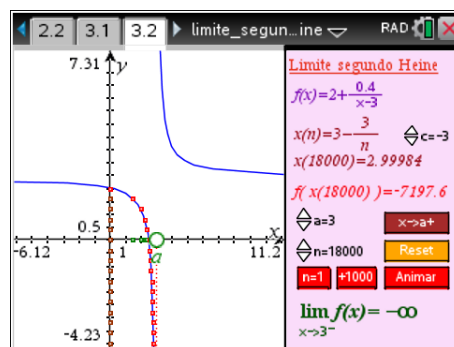 2.2 3.1 3.2 limite_segun...ine RAD
7.31 y
0.5
-6.12 1 a 11.2 x
-4.23
Limite segundo Heine
f(x)=2+0.4/(x-3)
x(n)=3-3/n
c=-3
x(18000)=2.99984
f( x(18000) )=-7197.6
a=3 x->a+
n=18000 Reset
n=1 +1000 Animar
lim f(x)= -∞
x->3⁻